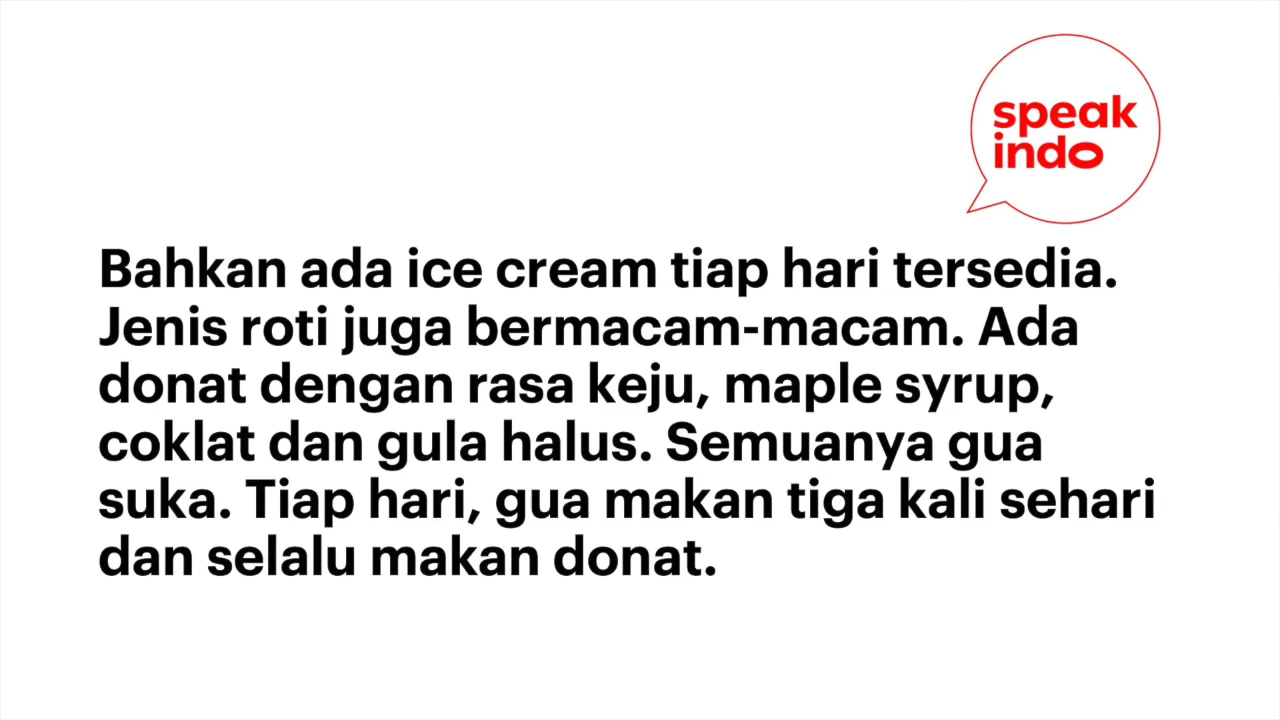 speak
indo
Bahkan ada ice cream tiap hari tersedia.
Jenis roti juga bermacam-macam. Ada
donat dengan rasa keju, maple syrup,
coklat dan gula halus. Semuanya gua
suka. Tiap hari, gua makan tiga kali sehari
dan selalu makan donat.